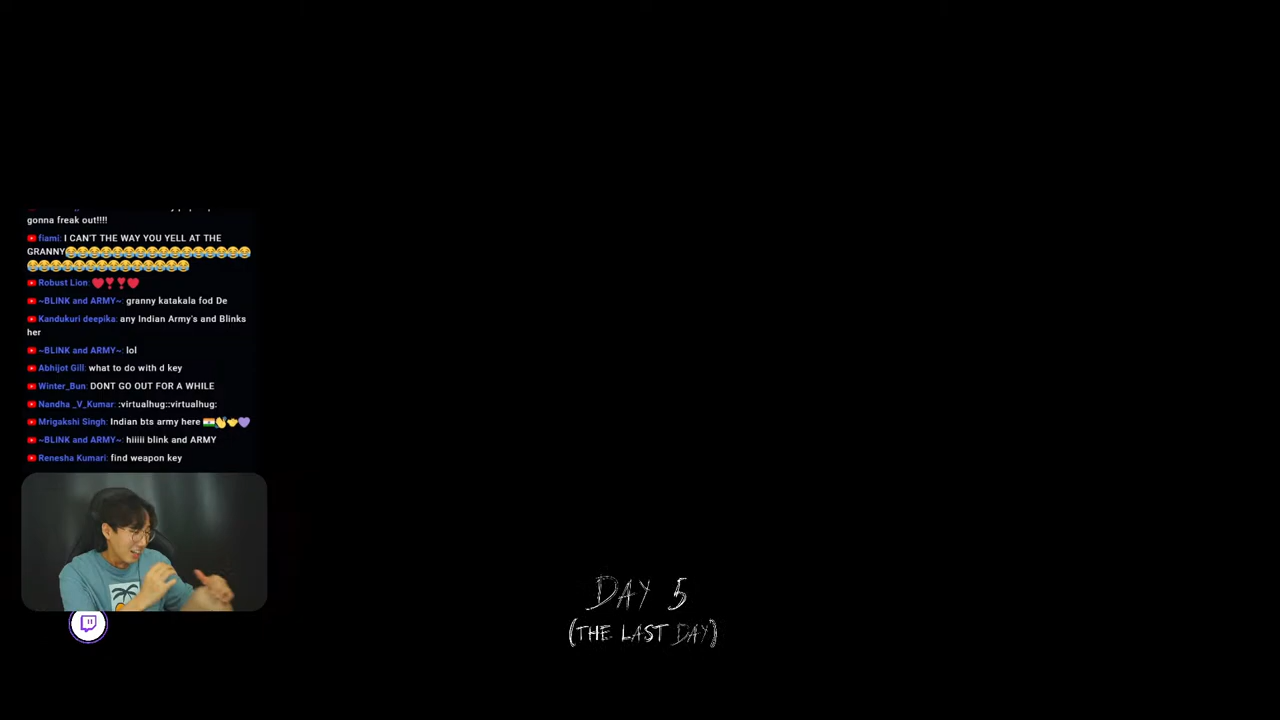 gonna freak out!!!!
fiami: I CAN'T THE WAY YOU YELL AT THE
GRANNY😂😂😂😂😂😂😂😂😂😂😂😂😂😂😂😂
😂😂😂😂😂😂😂😂😂😂😂😂😂😂
Robust Lion: ❤️❣️❣️❤️
~BLINK and ARMY~: granny katakala fod De
Kandukuri deepika: any Indian Army's and Blinks
her
~BLINK and ARMY~: lol
Abhijot Gill: what to do with d key
Winter_Bun: DONT GO OUT FOR A WHILE
Nandha _V_Kumar: :virtualhug::virtualhug:
Mrigakshi Singh: Indian bts army here 🇮🇳
~BLINK and ARMY~: hiiiii blink and ARMY
Renesha Kumari: find weapon key
DAY 5
(THE LAST DAY)